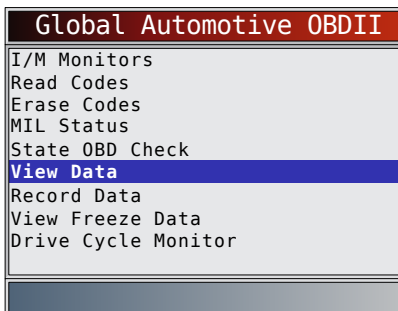 Global Automotive OBDII
I/M Monitors
Read Codes
Erase Codes
MIL Status
State OBD Check
View Data
Record Data
View Freeze Data
Drive Cycle Monitor